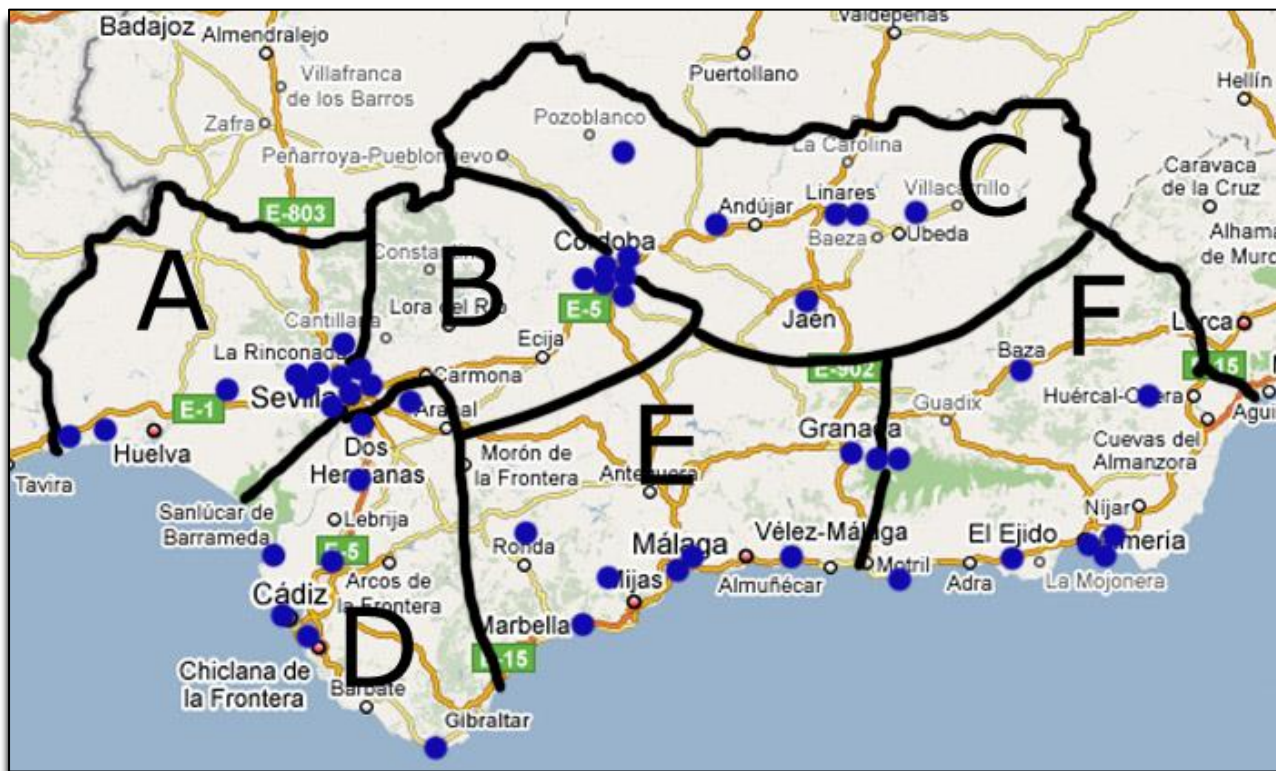 Badajoz
Almendralejo
Valdepeñas
Villafranca
de los Barros
Puertollano
Hellín
Zafra
Pozoblanco
Peñarroya-Pueblonuevo
La Carolina
Caravaca
de la Cruz
E-803
Andújar
Linares
Villacarrillo
C
Baeza
Úbeda
Alhama
de Murc
A
B
Córdoba
Lora del Río
E-5
Cantillana
Jaén
F
Lorca
La Rinconada
Écija
Carmona
E-902
Baza
15
Sevilla
E-1
Arahal
E
Guadix
Huércal-Overa
Águi
Huelva
Dos
Hermanas
Morón de
la Frontera
Antequera
Granada
Cuevas del
Almanzora
Tavira
Sanlúcar de
Barrameda
Lebrija
Níjar
E-5
Arcos de
la Frontera
Ronda
Málaga
Vélez-Málaga
El Ejido
Almería
Mijas
Almuñécar
Motril
Adra
La Mojonera
Cádiz
D
Marbella
E-15
Chiclana de
la Frontera
Barbate
Gibraltar